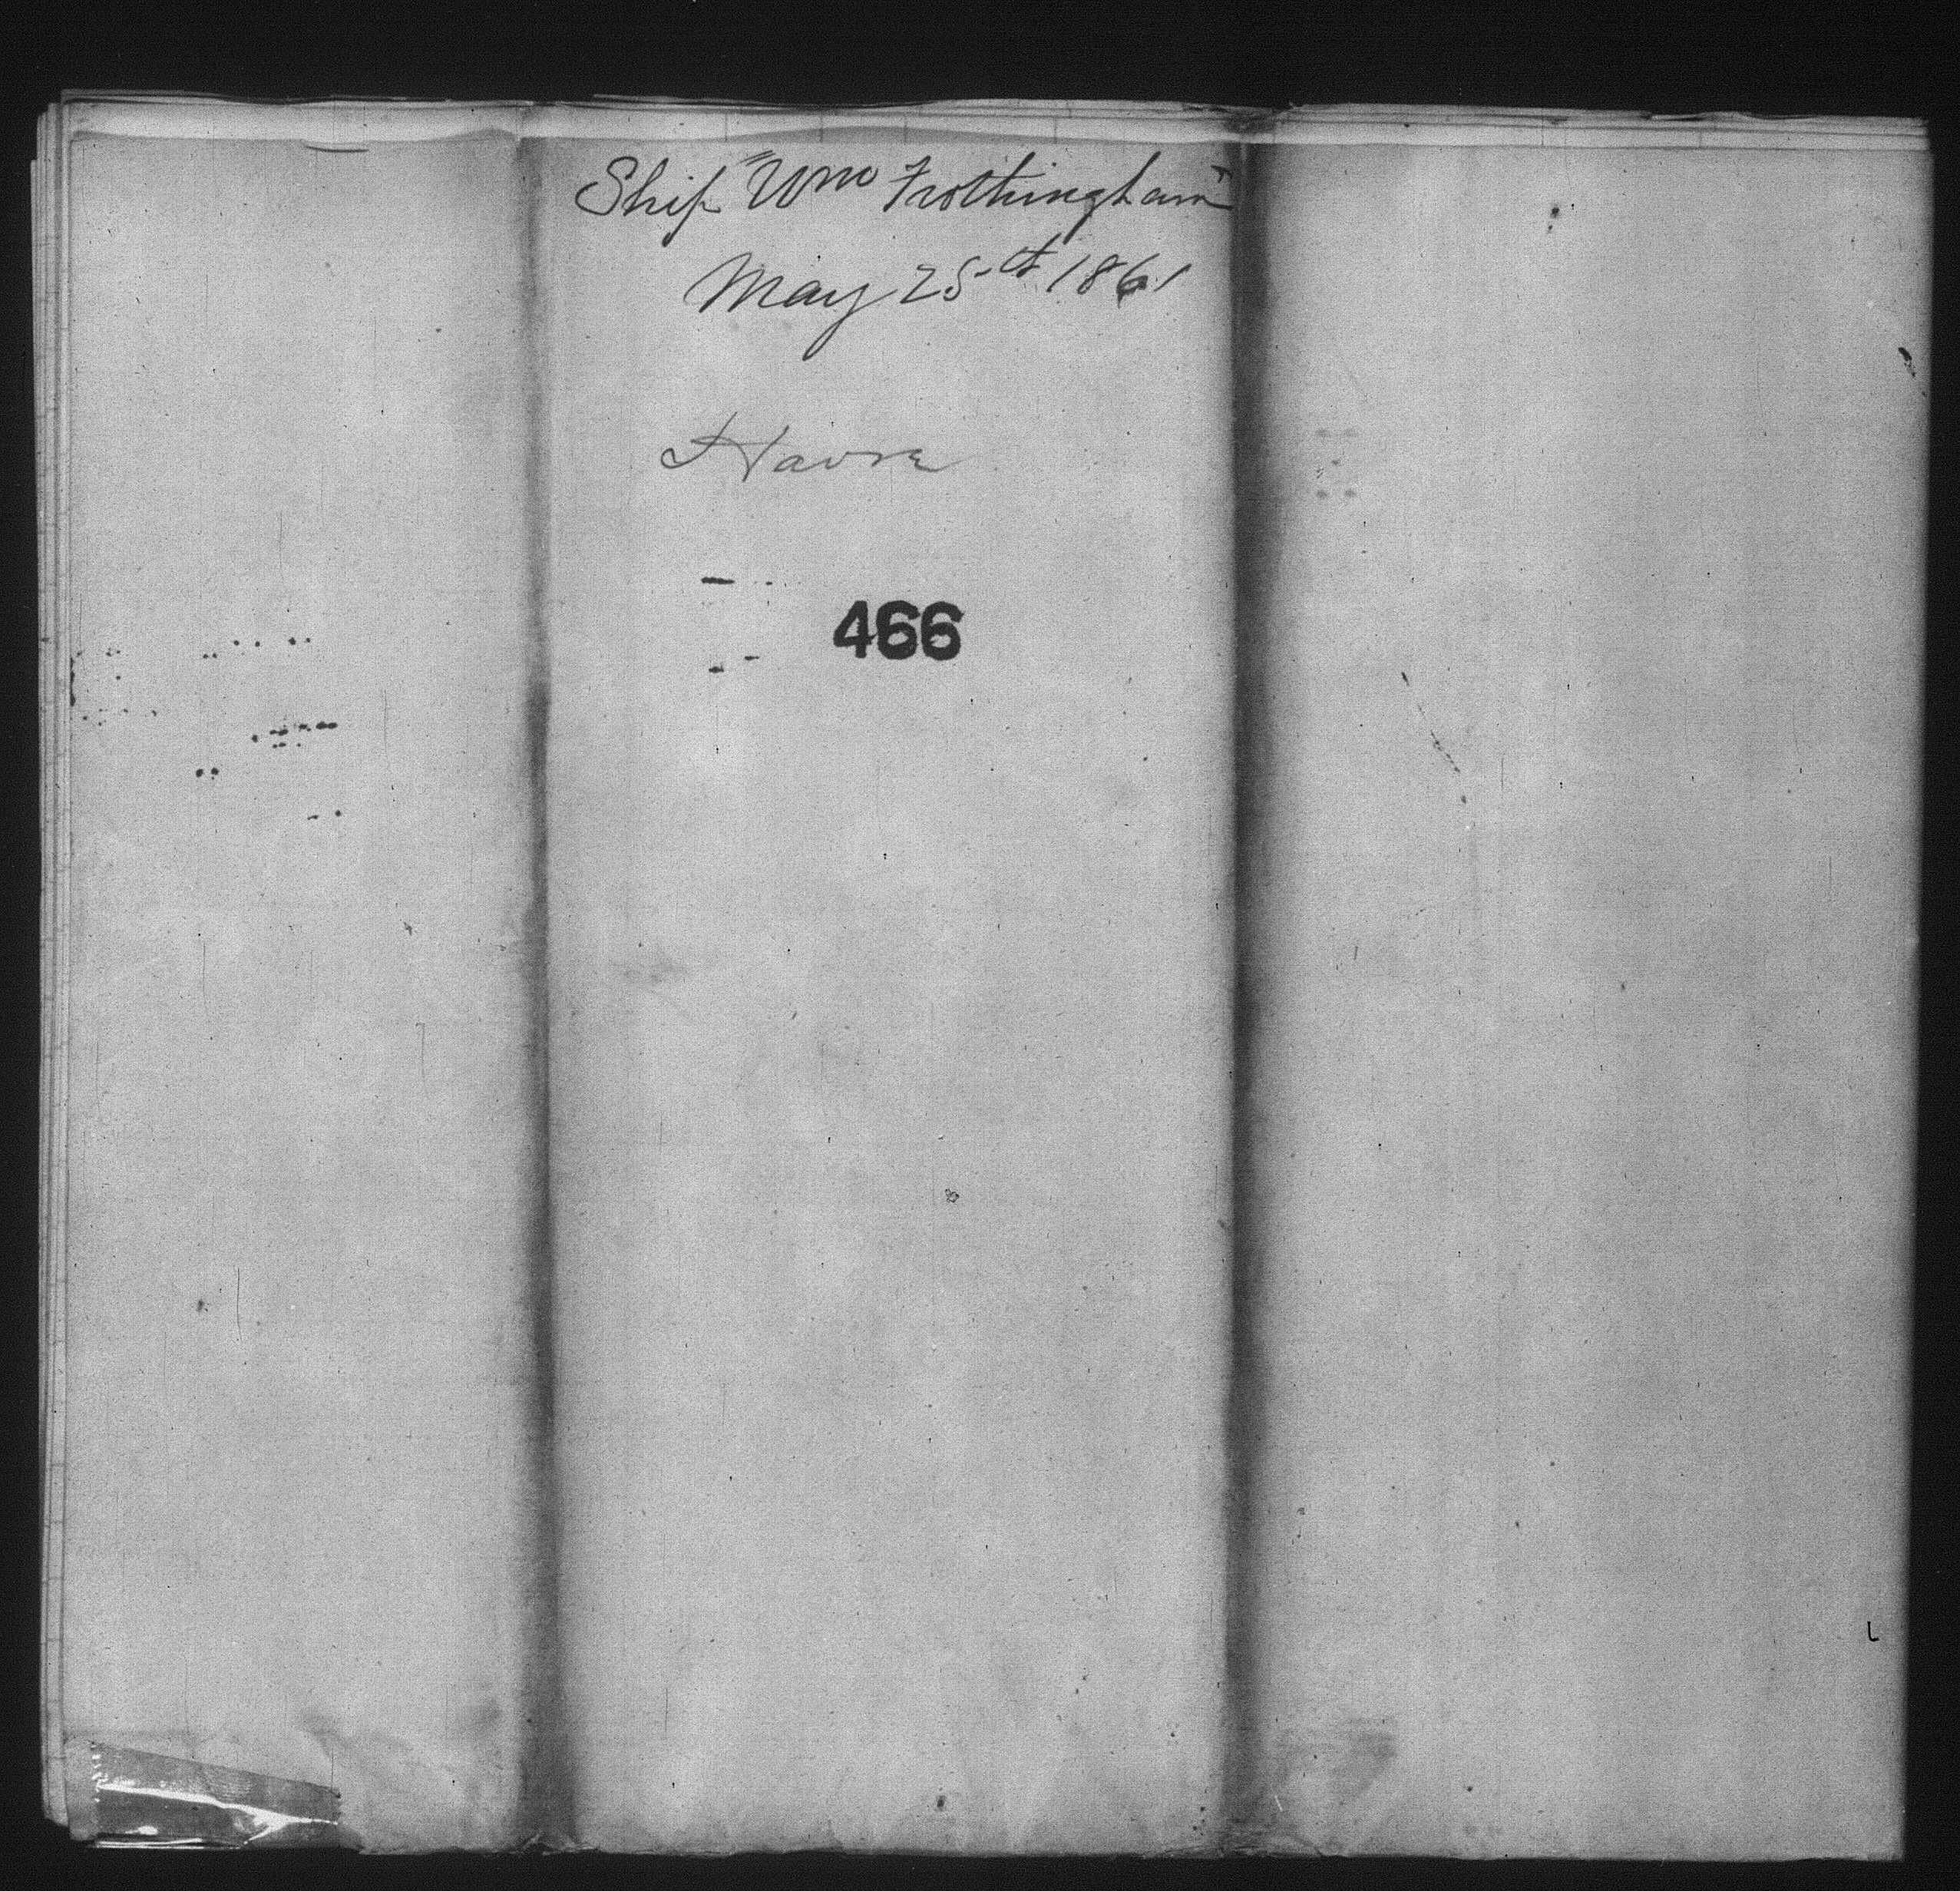 Ship "Wm Frothingham"
May 25th 1861
Havre
466